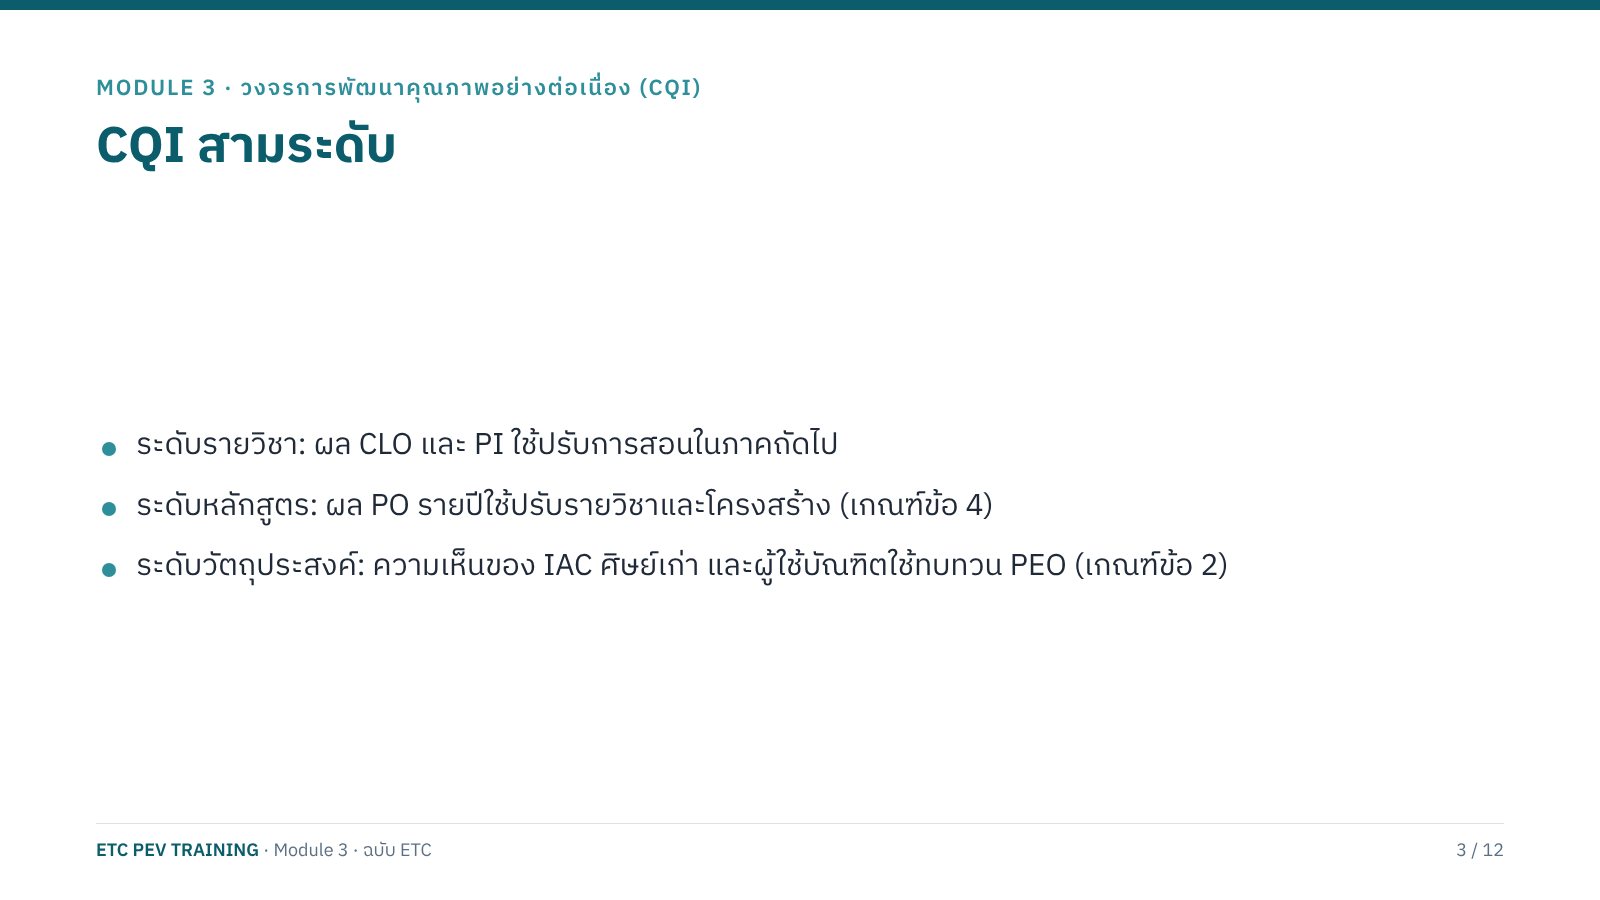 MODULE 3 · วงจรการพัฒนาคุณภาพอย่างต่อเนื่อง (CQI)
CQI สามระดับ
ระดับรายวิชา: ผล CLO และ PI ใช้ปรับการสอนในภาคถัดไป
ระดับหลักสูตร: ผล PO รายปีใช้ปรับรายวิชาและโครงสร้าง (เกณฑ์ข้อ 4)
ระดับวัตถุประสงค์: ความเห็นของ IAC ศิษย์เก่า และผู้ใช้บัณฑิตใช้ทบทวน PEO (เกณฑ์ข้อ 2)
ETC PEV TRAINING · Module 3 · ฉบับ ETC
3 / 12